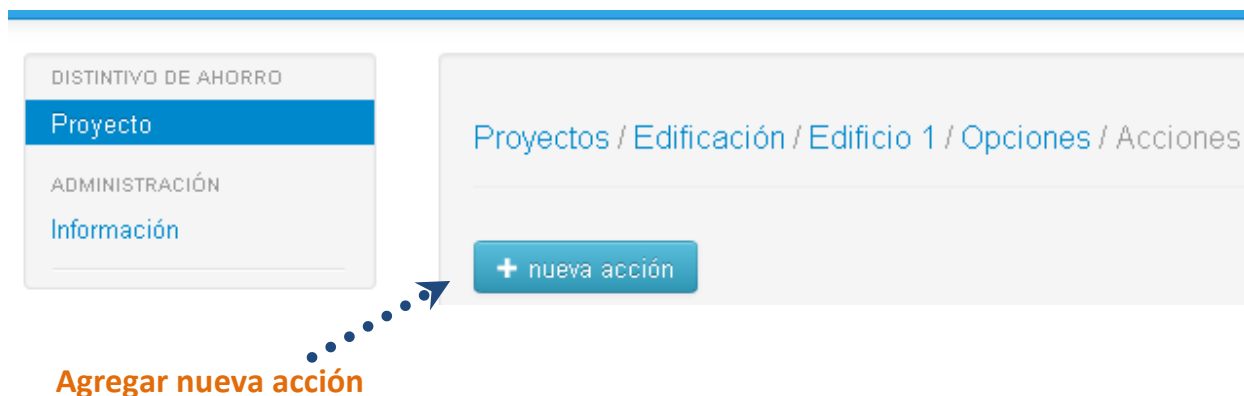 DISTINTIVO DE AHORRO
Proyecto
ADMINISTRACIÓN
Información
Proyectos / Edificación / Edificio 1 / Opciones / Acciones
+ nueva acción
Agregar nueva acción